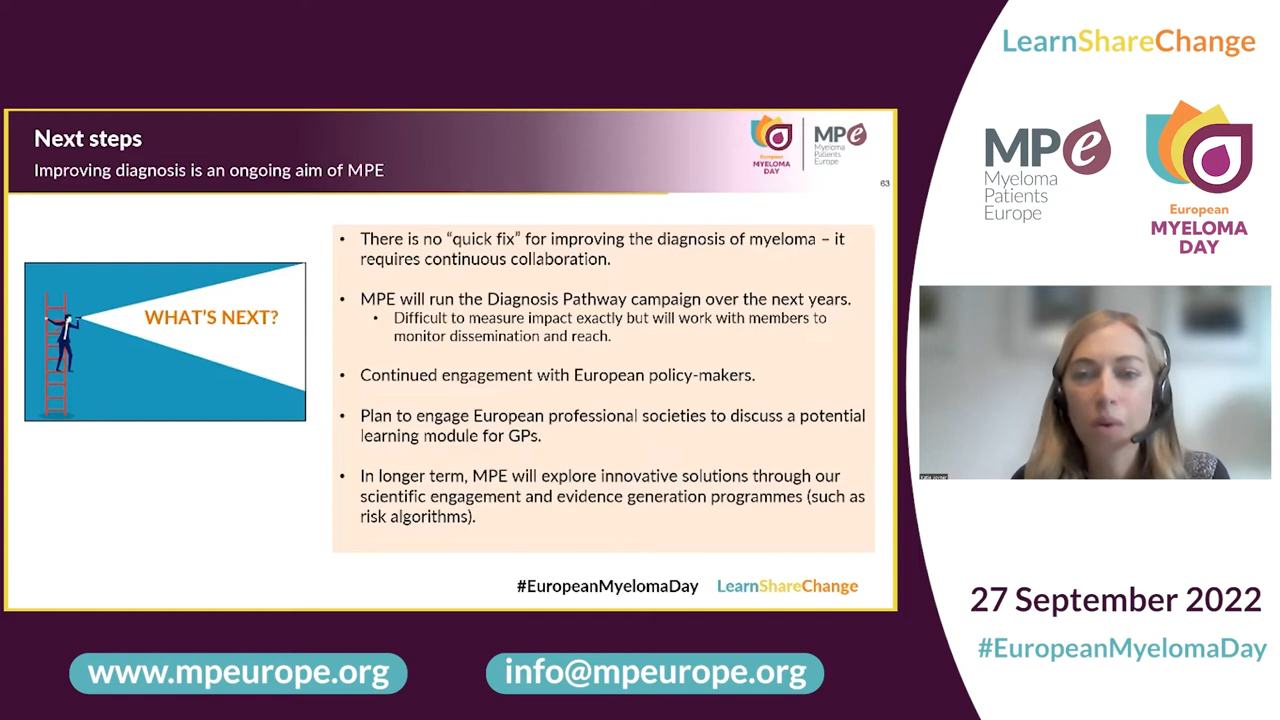 Next steps
Improving diagnosis is an ongoing aim of MPE
European
MYELOMA
DAY
MPe
Myeloma
Patients
Europe
63
WHAT'S NEXT?
• There is no "quick fix" for improving the diagnosis of myeloma – it
requires continuous collaboration.
• MPE will run the Diagnosis Pathway campaign over the next years.
• Difficult to measure impact exactly but will work with members to
monitor dissemination and reach.
• Continued engagement with European policy-makers.
• Plan to engage European professional societies to discuss a potential
learning module for GPs.
• In longer term, MPE will explore innovative solutions through our
scientific engagement and evidence generation programmes (such as
risk algorithms).
#EuropeanMyelomaDay LearnShareChange
www.mpeurope.org
info@mpeurope.org
LearnShareChange
MPe
Myeloma
Patients
Europe
European
MYELOMA
DAY
Katie Joyner
27 September 2022
#EuropeanMyelomaDay